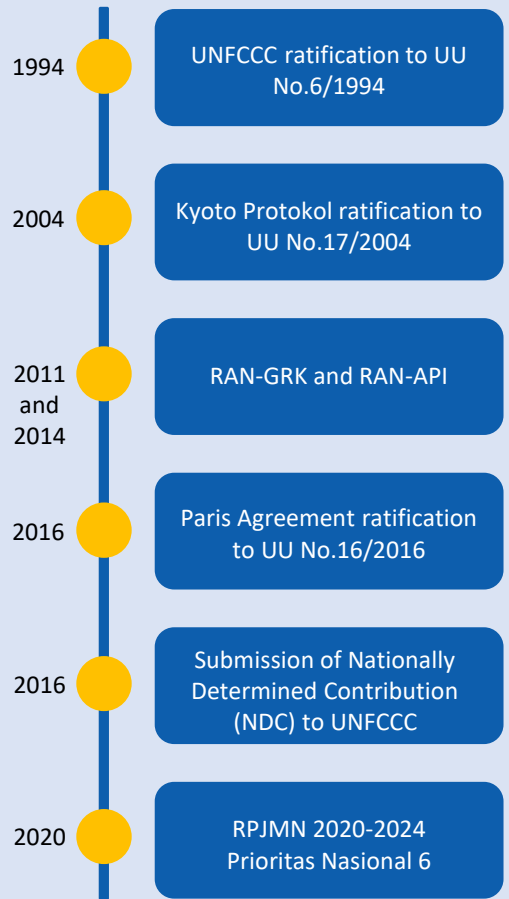 1994
UNFCCC ratification to UU
No.6/1994
2004
Kyoto Protokol ratification to
UU No.17/2004
2011
and
2014
RAN-GRK and RAN-API
2016
Paris Agreement ratification
to UU No.16/2016
2016
Submission of Nationally
Determined Contribution
(NDC) to UNFCCC
2020
RPJMN 2020-2024
Prioritas Nasional 6